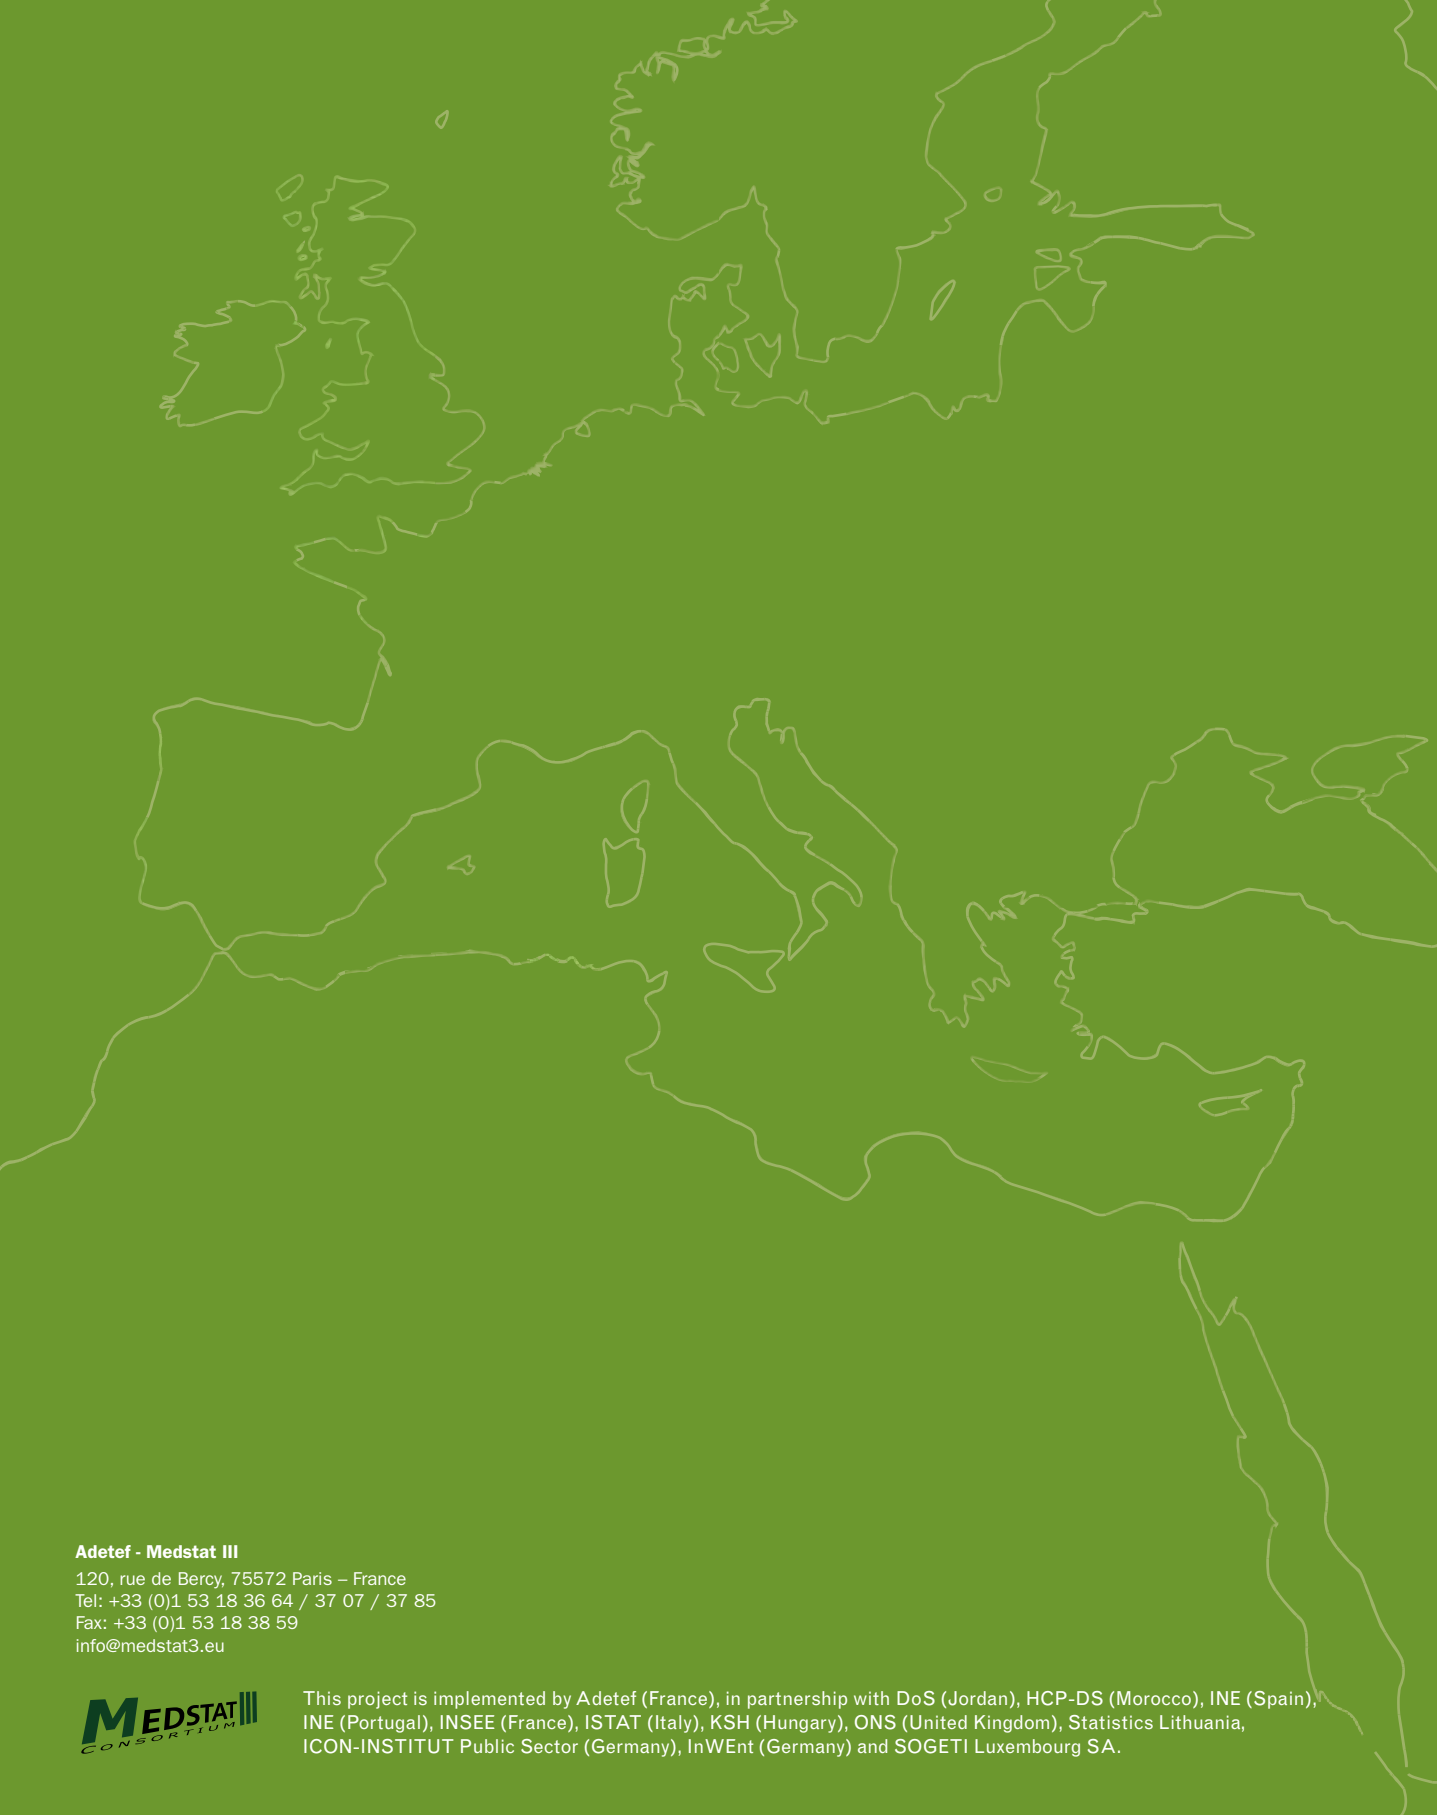 Adetef - Medstat III
120, rue de Bercy, 75572 Paris – France
Tel: +33 (0)1 53 18 36 64 / 37 07 / 37 85
Fax: +33 (0)1 53 18 38 59
info@medstat3.eu
MEDSTAT III
CONSORTIUM
This project is implemented by Adetef (France), in partnership with DoS (Jordan), HCP-DS (Morocco), INE (Spain),
INE (Portugal), INSEE (France), ISTAT (Italy), KSH (Hungary), ONS (United Kingdom), Statistics Lithuania,
ICON-INSTITUT Public Sector (Germany), InWEnt (Germany) and SOGETI Luxembourg SA.